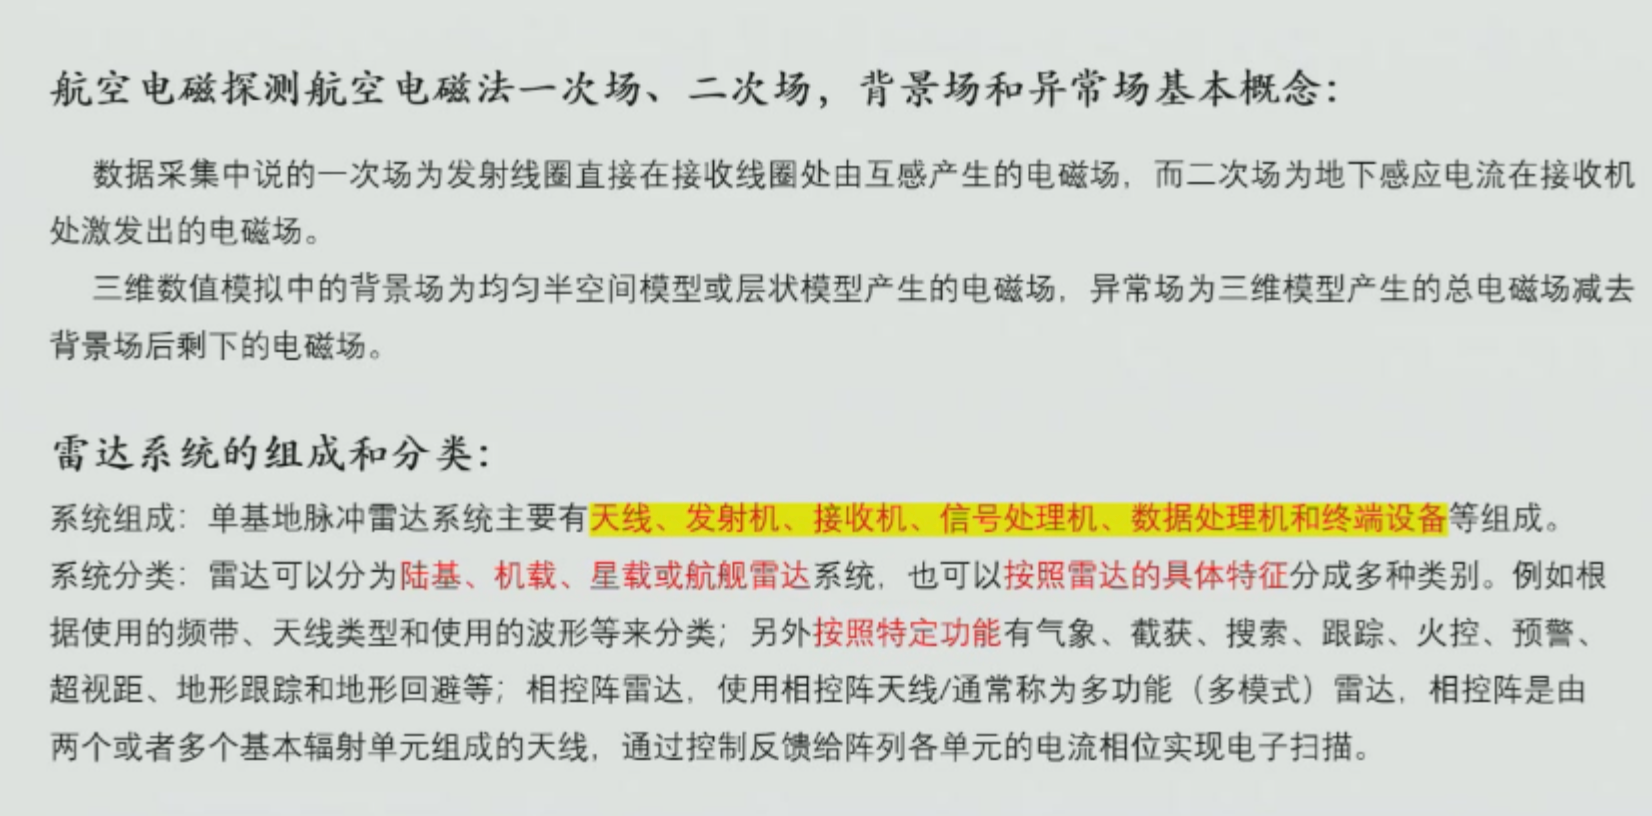 航空电磁探测航空电磁法一次场、二次场，背景场和异常场基本概念：
数据采集中说的一次场为发射线圈直接在接收线圈处由互感产生的电磁场，而二次场为地下感应电流在接收机
处激发出的电磁场。
三维数值模拟中的背景场为均匀半空间模型或层状模型产生的电磁场，异常场为三维模型产生的总电磁场减去
背景场后剩下的电磁场。
雷达系统的组成和分类：
系统组成：单基地脉冲雷达系统主要有天线、发射机、接收机、信号处理机、数据处理机和终端设备等组成。
系统分类：雷达可以分为陆基、机载、星载或航舰雷达系统，也可以按照雷达的具体特征分成多种类别。例如根
据使用的频带、天线类型和使用的波形等来分类；另外按照特定功能有气象、截获、搜索、跟踪、火控、预警、
超视距、地形跟踪和地形回避等；相控阵雷达，使用相控阵天线/通常称为多功能（多模式）雷达，相控阵是由
两个或者多个基本辐射单元组成的天线，通过控制反馈给阵列各单元的电流相位实现电子扫描。